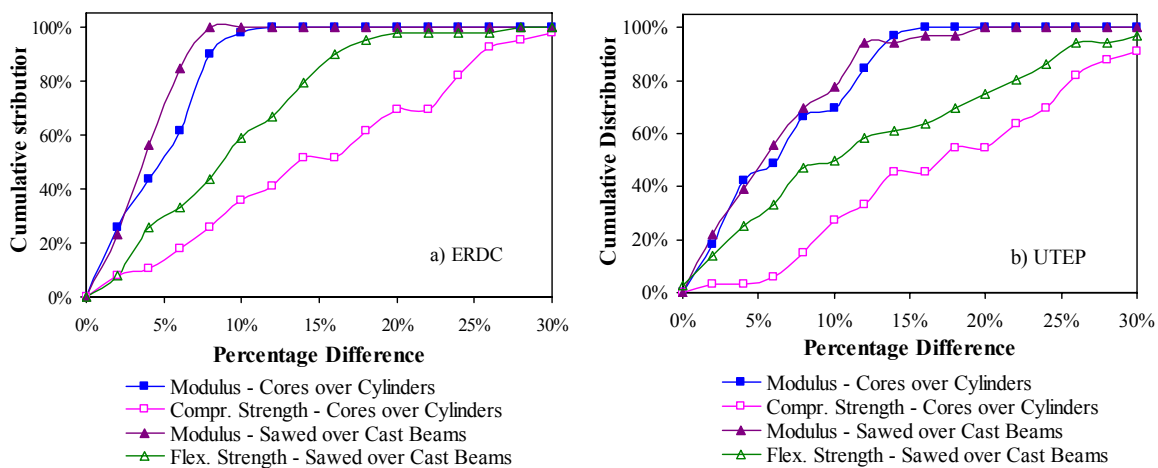 Cumulative stribution
100%
80%
60%
40%
20%
0%
a) ERDC
0% 5% 10% 15% 20% 25% 30%
Percentage Difference
Modulus - Cores over Cylinders
Compr. Strength - Cores over Cylinders
Modulus - Sawed over Cast Beams
Flex. Strength - Sawed over Cast Beams
Cumulative Distribution
100%
80%
60%
40%
20%
0%
b) UTEP
0% 5% 10% 15% 20% 25% 30%
Percentage Difference
Modulus - Cores over Cylinders
Compr. Strength - Cores over Cylinders
Modulus - Sawed over Cast Beams
Flex. Strength - Sawed over Cast Beams